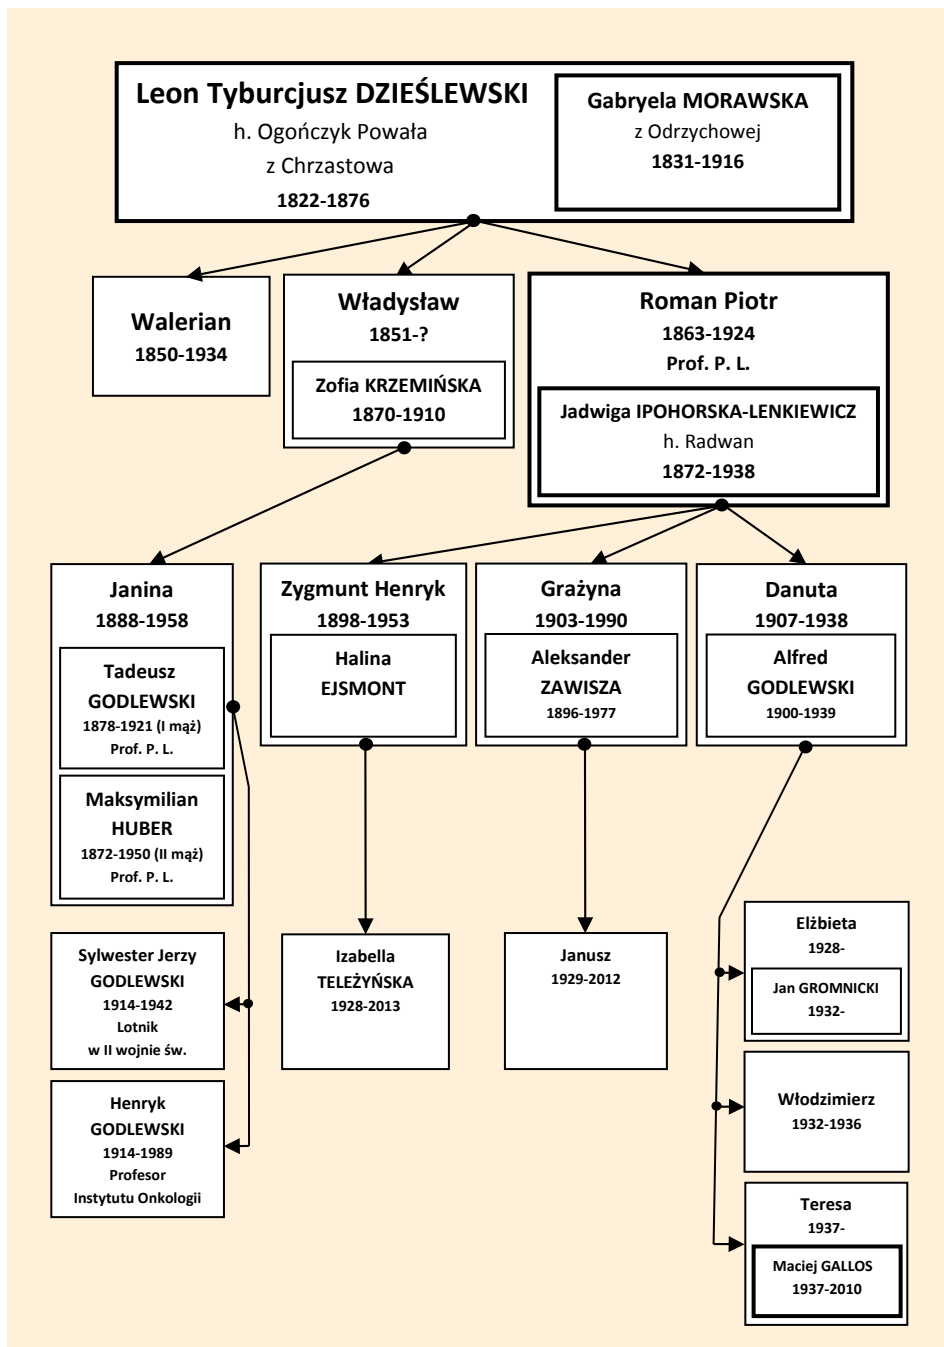 Leon Tyburcjusz DZIEŚLEWSKI
h. Ogończyk Powała
z Chrzastowa
1822-1876
Gabryela MORAWSKA
z Odrzychowej
1831-1916
Walerian
1850-1934
Władysław
1851-?
Zofia KRZEMIŃSKA
1870-1910
Roman Piotr
1863-1924
Prof. P. L.
Jadwiga IPOHORSKA-LENKIEWICZ
h. Radwan
1872-1938
Janina
1888-1958
Tadeusz
GODLEWSKI
1878-1921 (I mąż)
Prof. P. L.
Maksymilian
HUBER
1872-1950 (II mąż)
Prof. P. L.
Zygmunt Henryk
1898-1953
Halina
EJSMONT
Grażyna
1903-1990
Aleksander
ZAWISZA
1896-1977
Danuta
1907-1938
Alfred
GODLEWSKI
1900-1939
Sylwester Jerzy
GODLEWSKI
1914-1942
Lotnik
w II wojnie św.
Henryk
GODLEWSKI
1914-1989
Profesor
Instytutu Onkologii
Izabella
TELEŻYŃSKA
1928-2013
Janusz
1929-2012
Elżbieta
1928-
Jan GROMNICKI
1932-
Włodzimierz
1932-1936
Teresa
1937-
Maciej GALLOS
1937-2010